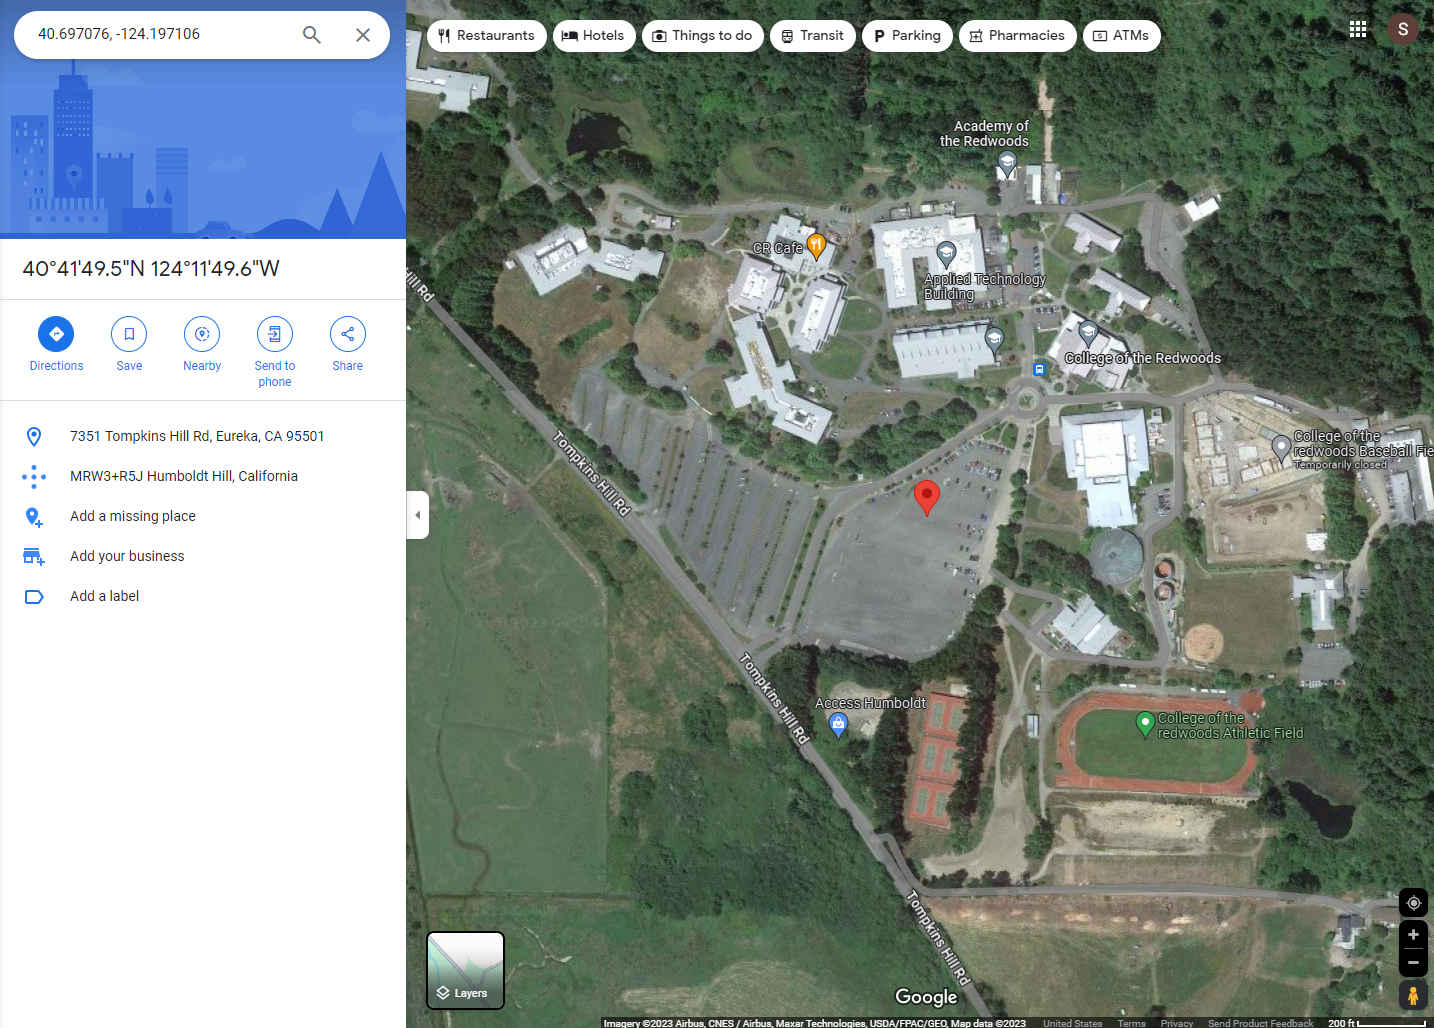 40.697076, -124.197106
Restaurants
Hotels
Things to do
Transit
Parking
Pharmacies
ATMs
S
40°41'49.5"N 124°11'49.6"W
Directions
Save
Nearby
Send to
phone
Share
7351 Tompkins Hill Rd, Eureka, CA 95501
MRW3+R5J Humboldt Hill, California
Add a missing place
Add your business
Add a label
Academy of
the Redwoods
CR Cafe
Applied Technology
Building
Hill Rd
College of the Redwoods
Tompkins Hill Rd
College of the
redwoods Baseball Fie
Temporarily closed
Tompkins Hill Rd
Access Humboldt
College of the
redwoods Athletic Field
Tompkins Hill Rd
Layers
Google
Imagery ©2023 Airbus, CNES / Airbus, Maxar Technologies, USDA/FPAC/GEO, Map data ©2023
United States
Terms
Privacy
Send Product Feedback
200 ft